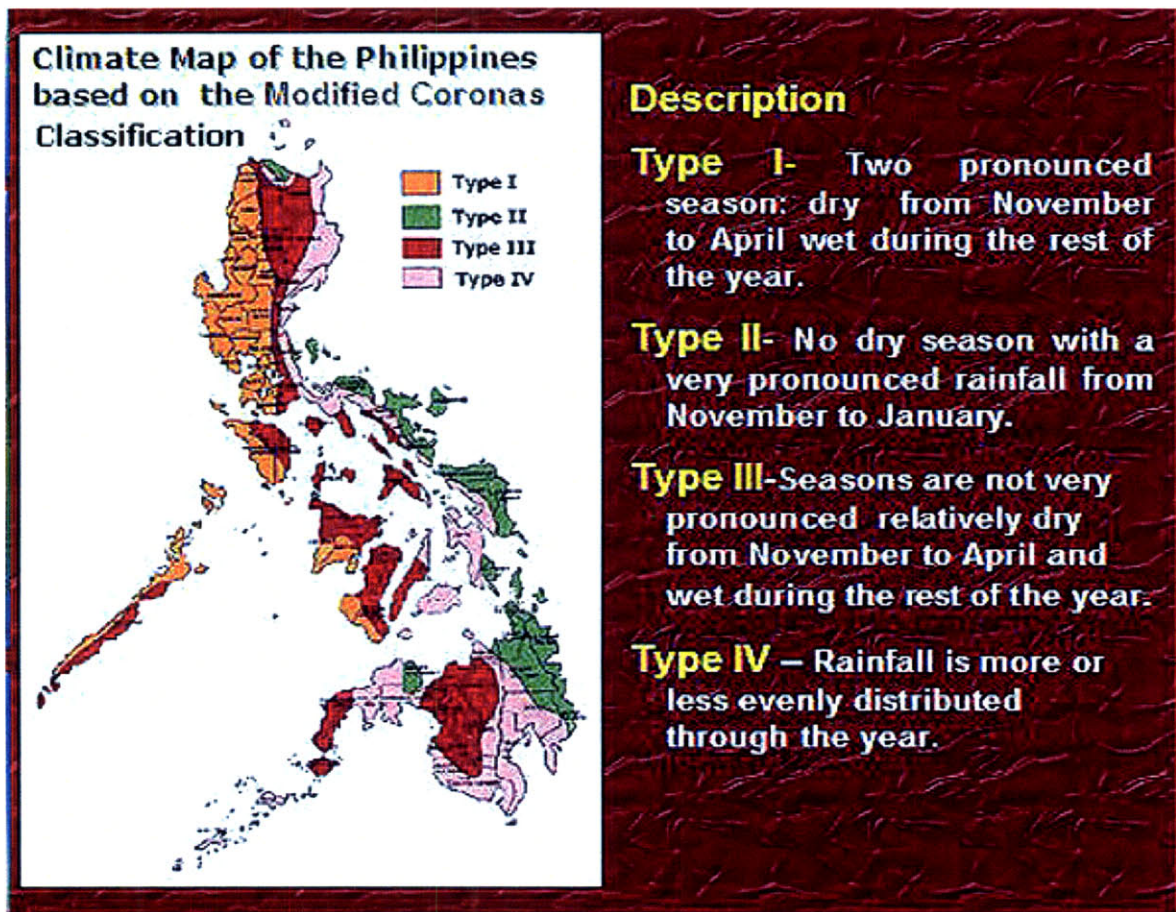 Climate Map of the Philippines
based on the Modified Coronas
Classification
Type I
Type II
Type III
Type IV
Description
Type I- Two pronounced
season: dry from November
to April wet during the rest of
the year.
Type II- No dry season with a
very pronounced rainfall from
November to January.
Type III-Seasons are not very
pronounced relatively dry
from November to April and
wet during the rest of the year.
Type IV – Rainfall is more or
less evenly distributed
through the year.